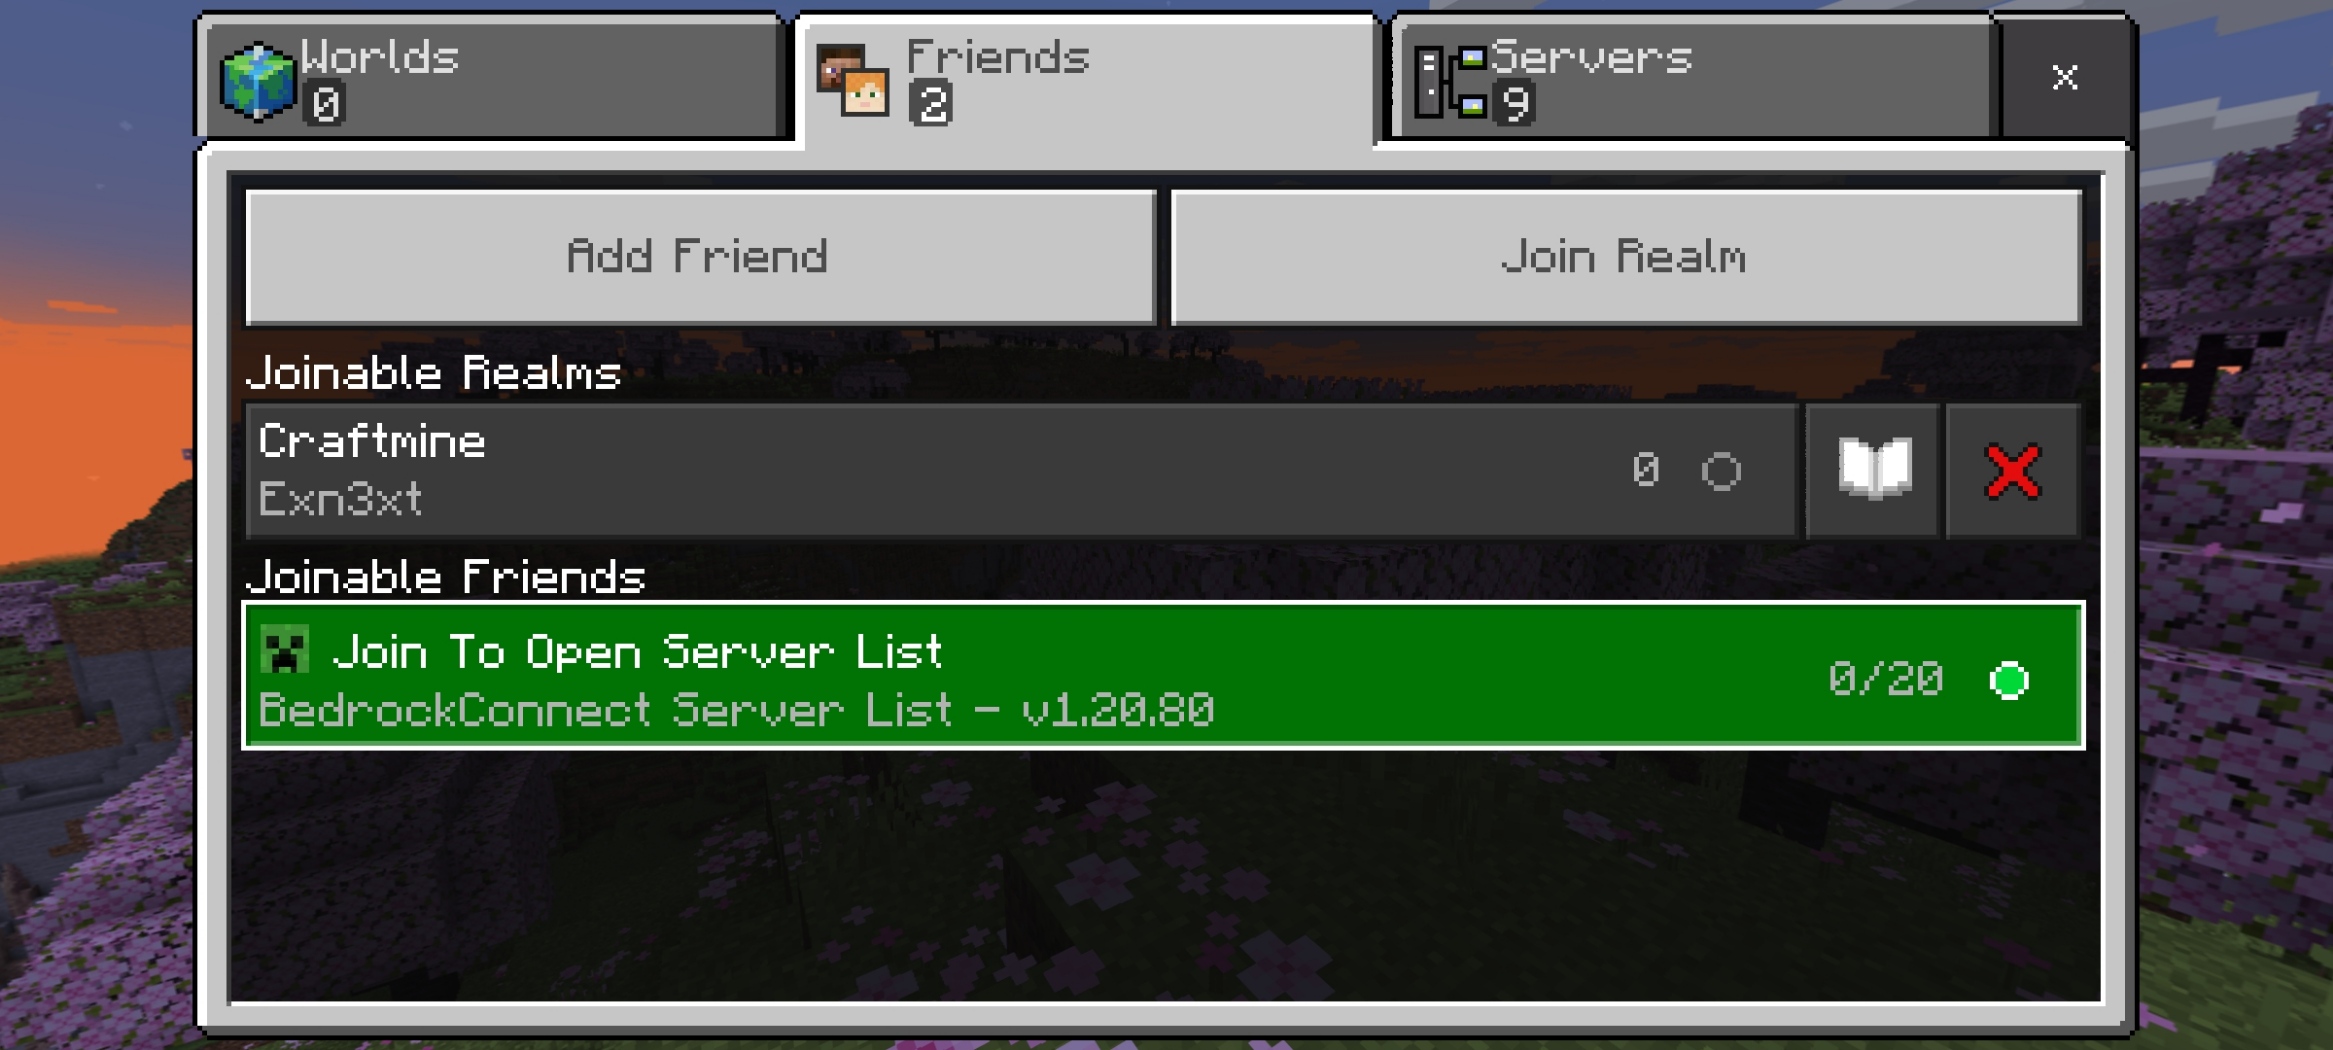 Worlds
0
Friends
2
Servers
9
Add Friend
Join Realm
Joinable Realms
Craftmine
0
Exn3xt
Joinable Friends
Join To Open Server List
0/20
BedrockConnect Server List - v1.20.80